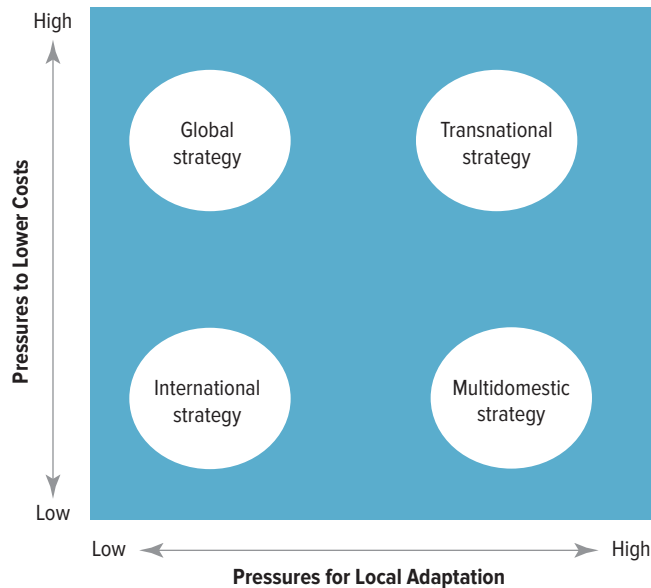 High
Global
strategy
Transnational
strategy
Pressures to Lower Costs
International
strategy
Multidomestic
strategy
Low
Low
High
Pressures for Local Adaptation